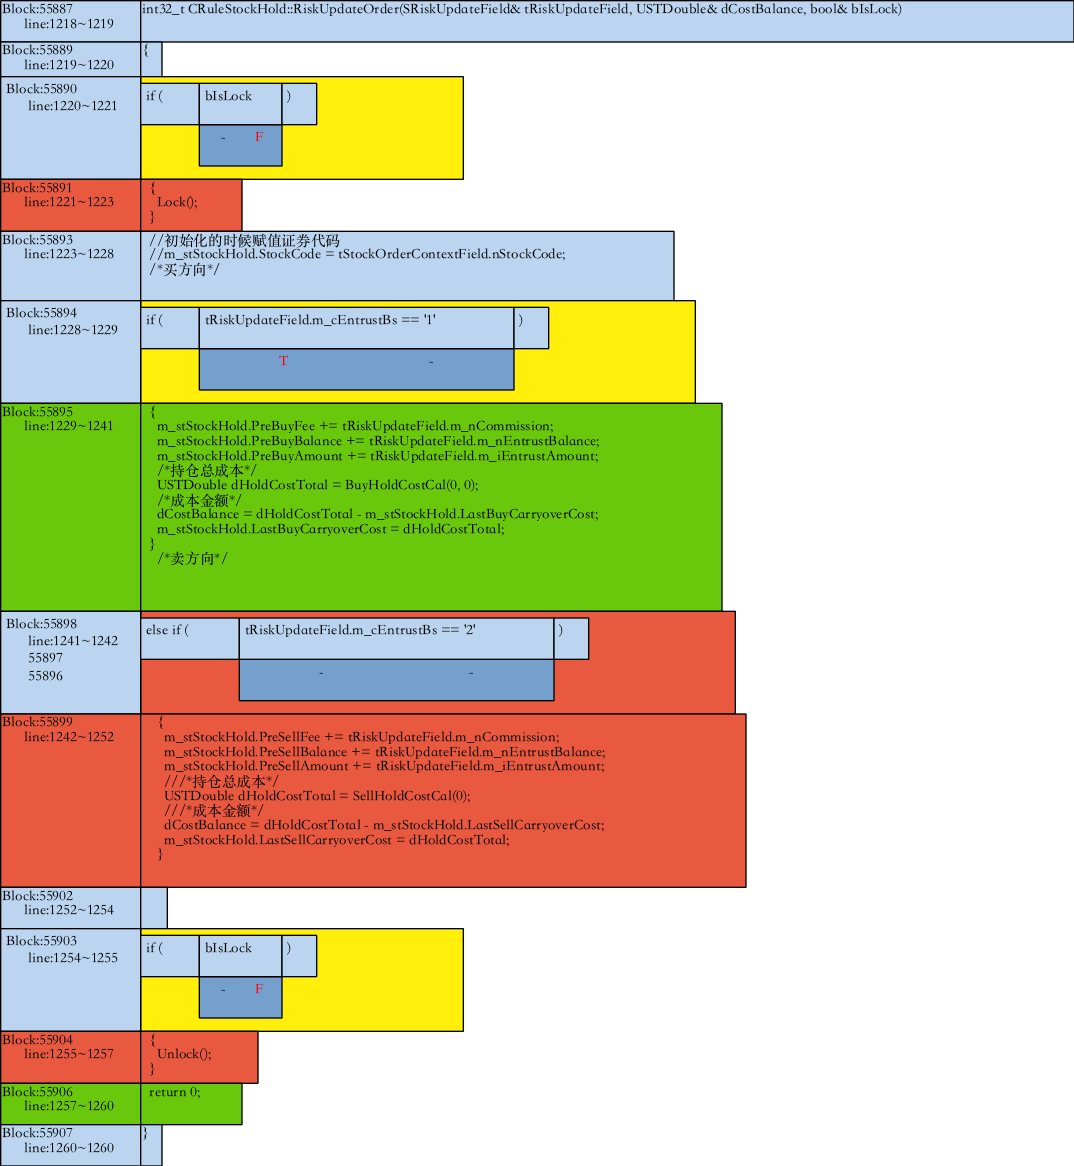 Block:55887
line:1218~1219
int32_t CRuleStockHold::RiskUpdateOrder(SRiskUpdateField& tRiskUpdateField, USTDouble& dCostBalance, bool& bIsLock)
Block:55889
line:1219~1220
{
Block:55890
line:1220~1221
if ( bIsLock )
- F
Block:55891
line:1221~1223
{
Lock();
}
Block:55893
line:1223~1228
//初始化的时候赋值证券代码
//m_stStockHold.StockCode = tStockOrderContextField.nStockCode;
/*买方向*/
Block:55894
line:1228~1229
if ( tRiskUpdateField.m_cEntrustBs == '1' )
T -
Block:55895
line:1229~1241
{
m_stStockHold.PreBuyFee += tRiskUpdateField.m_nCommission;
m_stStockHold.PreBuyBalance += tRiskUpdateField.m_nEntrustBalance;
m_stStockHold.PreBuyAmount += tRiskUpdateField.m_iEntrustAmount;
/*持仓总成本*/
USTDouble dHoldCostTotal = BuyHoldCostCal(0, 0);
/*成本金额*/
dCostBalance = dHoldCostTotal - m_stStockHold.LastBuyCarryoverCost;
m_stStockHold.LastBuyCarryoverCost = dHoldCostTotal;
}
/*卖方向*/
Block:55898
line:1241~1242
55897
55896
else if ( tRiskUpdateField.m_cEntrustBs == '2' )
- -
Block:55899
line:1242~1252
{
m_stStockHold.PreSellFee += tRiskUpdateField.m_nCommission;
m_stStockHold.PreSellBalance += tRiskUpdateField.m_nEntrustBalance;
m_stStockHold.PreSellAmount += tRiskUpdateField.m_iEntrustAmount;
///*持仓总成本*/
USTDouble dHoldCostTotal = SellHoldCostCal(0);
///*成本金额*/
dCostBalance = dHoldCostTotal - m_stStockHold.LastSellCarryoverCost;
m_stStockHold.LastSellCarryoverCost = dHoldCostTotal;
}
Block:55902
line:1252~1254
Block:55903
line:1254~1255
if ( bIsLock )
- F
Block:55904
line:1255~1257
{
Unlock();
}
Block:55906
line:1257~1260
return 0;
Block:55907
line:1260~1260
}